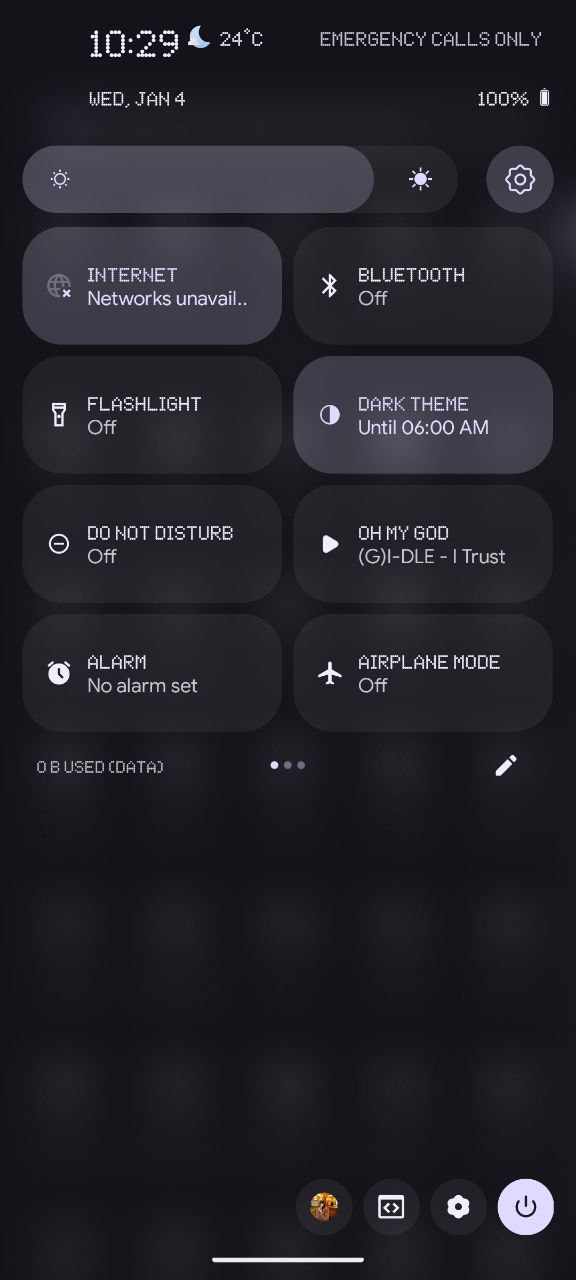 10:29 24°C EMERGENCY CALLS ONLY
WED, JAN 4 100%
INTERNET
Networks unavail..
BLUETOOTH
Off
FLASHLIGHT
Off
DARK THEME
Until 06:00 AM
DO NOT DISTURB
Off
OH MY GOD
(G)I-DLE - I Trust
ALARM
No alarm set
AIRPLANE MODE
Off
0 B USED (DATA)